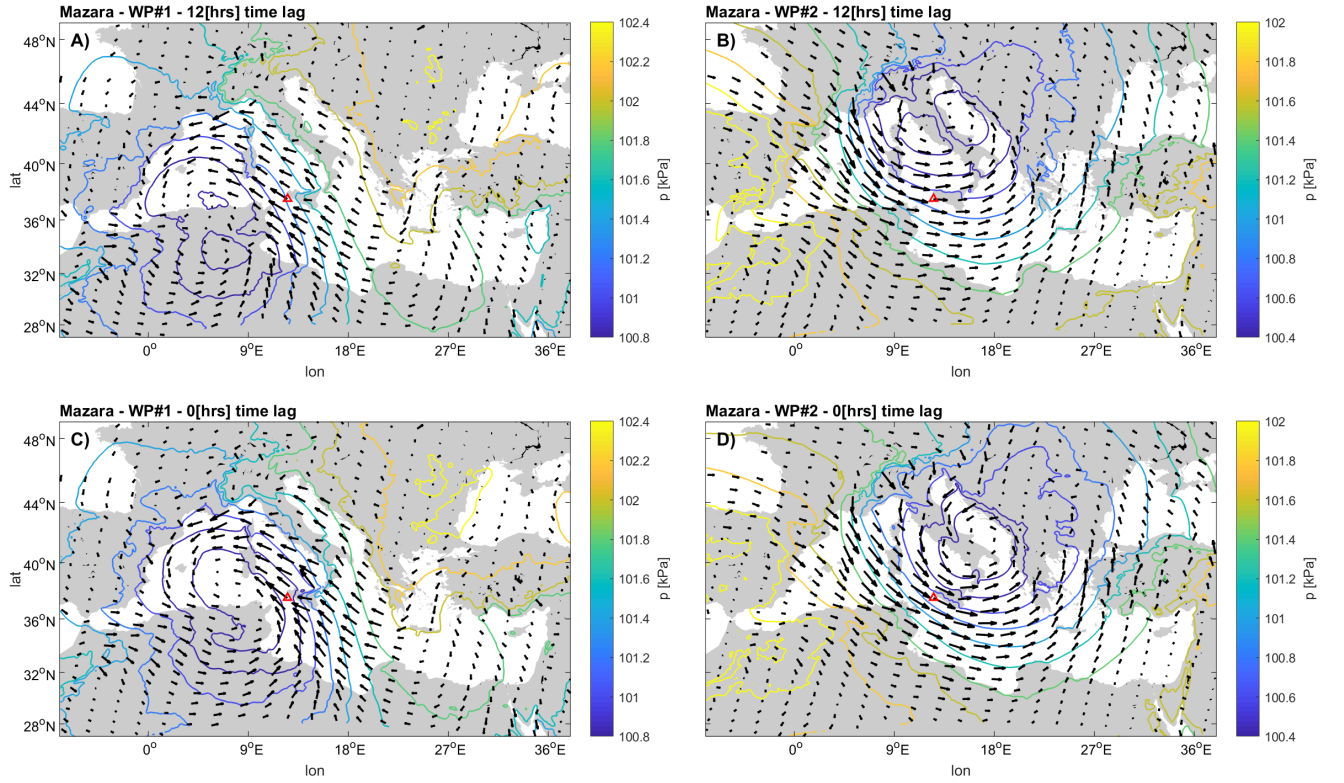 Mazara - WP#1 - 12[hrs] time lag
A)
48°N
44°N
40°N
36°N
32°N
28°N
lat
0°
9°E
18°E
27°E
36°E
lon
102.4
102.2
102
101.8
101.6
101.4
101.2
101
100.8
p [kPa]
Mazara - WP#2 - 12[hrs] time lag
B)
48°N
44°N
40°N
36°N
32°N
28°N
0°
9°E
18°E
27°E
36°E
lon
102
101.8
101.6
101.4
101.2
101
100.8
100.6
100.4
p [kPa]
Mazara - WP#1 - 0[hrs] time lag
C)
48°N
44°N
40°N
36°N
32°N
28°N
lat
0°
9°E
18°E
27°E
36°E
lon
102.4
102.2
102
101.8
101.6
101.4
101.2
101
100.8
p [kPa]
Mazara - WP#2 - 0[hrs] time lag
D)
48°N
44°N
40°N
36°N
32°N
28°N
0°
9°E
18°E
27°E
36°E
lon
102
101.8
101.6
101.4
101.2
101
100.8
100.6
100.4
p [kPa]